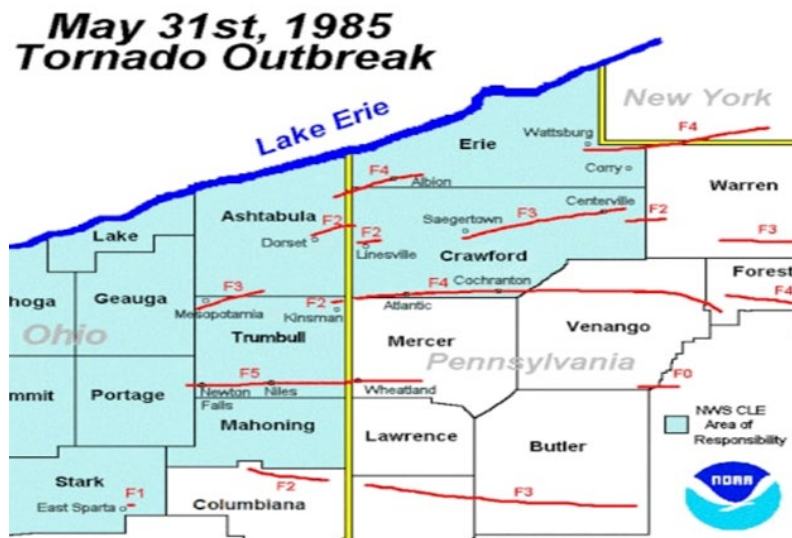 May 31st, 1985
Tornado Outbreak
New York
Lake Erie
Wattsburg
F4
Erie
Corry
F4
Albion
Warren
Ashtabula
Centerville
F2
F2
Saegertown
F3
F2
Lake
Dorset
Linesville
F3
Crawford
F3
F4
Cochranton
Forest
hoga
Geauga
Mesopotamia
F2
Kinsman
Atlantic
F4
Ohio
Trumbull
Mercer
Venango
Pennsylvania
F5
F0
mmit
Portage
Newton
Falls
Niles
Wheatland
NWS CLE
Area of
Responsibility
Mahoning
Lawrence
Butler
Stark
F2
F1
East Sparta
Columbiana
F3
NOAA